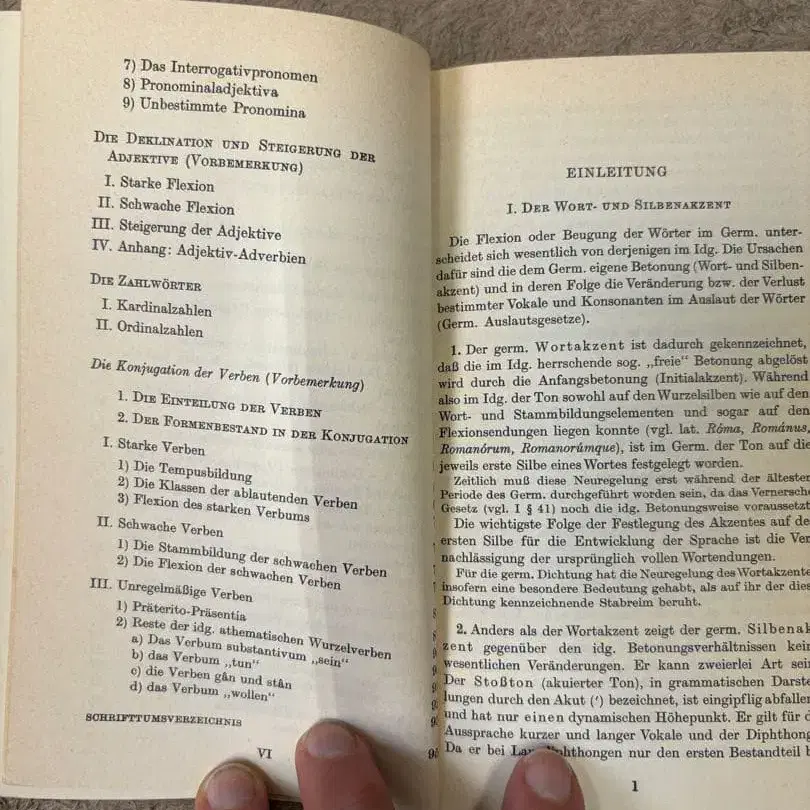 7) Das Interrogativpronomen
8) Pronominaladjektiva
9) Unbestimmte Pronomina
DIE DEKLINATION UND STEIGERUNG DER
ADJEKTIVE (VORBEMERKUNG)
I. Starke Flexion
II. Schwache Flexion
III. Steigerung der Adjektive
IV. Anhang: Adjektiv-Adverbien
DIE ZAHLWÖRTER
I. Kardinalzahlen
II. Ordinalzahlen
Die Konjugation der Verben (Vorbemerkung)
1. DIE EINTEILUNG DER VERBEN
2. DER FORMENBESTAND IN DER KONJUGATION
I. Starke Verben
1) Die Tempusbildung
2) Die Klassen der ablautenden Verben
3) Flexion des starken Verbums
II. Schwache Verben
1) Die Stammbildung der schwachen Verben
2) Die Flexion der schwachen Verben
III. Unregelmäßige Verben
1) Präterito-Präsentia
2) Reste der idg. athematischen Wurzelverben
a) Das Verbum substantivum „sein“
b) das Verbum „tun“
c) die Verben gân und stân
d) das Verbum „wollen“
SCHRIFTTUMSVERZEICHNIS
VI
EINLEITUNG
I. DER WORT- UND SILBENAKZENT
Die Flexion oder Beugung der Wörter im Germ. unter-
scheidet sich wesentlich von derjenigen im Idg. Die Ursachen
dafür sind die dem Germ. eigene Betonung (Wort- und Silben-
akzent) und in deren Folge die Veränderung bzw. der Verlust
bestimmter Vokale und Konsonanten im Auslaut der Wörter
(Germ. Auslautsgesetze).
1. Der germ. Wortakzent ist dadurch gekennzeichnet,
daß die im Idg. herrschende sog. „freie“ Betonung abgelöst
wird durch die Anfangsbetonung (Initialakzent). Während
also im Idg. der Ton sowohl auf den Wurzelsilben wie auf den
Wort- und Stammbildungselementen und sogar auf den
Flexionsendungen liegen konnte (vgl. lat. Róma, Románus,
Romanórum, Romanorúmque), ist im Germ. der Ton auf die
jeweils erste Silbe eines Wortes festgelegt worden.
Zeitlich muß diese Neuregelung erst während der ältesten
Periode des Germ. durchgeführt worden sein, da das Vernersche
Gesetz (vgl. I § 41) noch die idg. Betonungsweise voraussetzt
Die wichtigste Folge der Festlegung des Akzentes auf de
ersten Silbe für die Entwicklung der Sprache ist die Ver
nachlässigung der ursprünglich vollen Wortendungen.
Für die germ. Dichtung hat die Neuregelung des Wortakzente
insofern eine besondere Bedeutung gehabt, als auf ihr der dies
Dichtung kennzeichnende Stabreim beruht.
2. Anders als der Wortakzent zeigt der germ. Silbenak
zent gegenüber den idg. Betonungsverhältnissen kein
wesentlichen Veränderungen. Er kann zweierlei Art sein
Der Stoßton (akuierter Ton), in grammatischen Darste
lungen durch den Akut (´) bezeichnet, ist eingipflig abfallen
und hat nur einen dynamischen Höhepunkt. Er gilt für d
Aussprache kurzer und langer Vokale und der Diphthong
Da er bei nur den ersten Bestandteil b
1